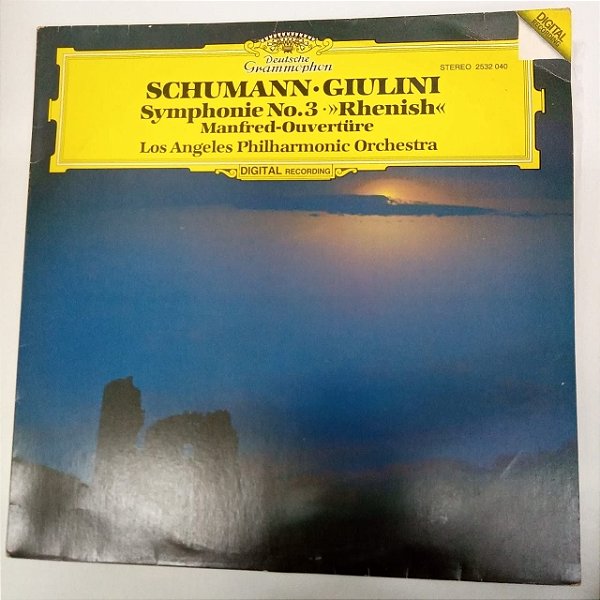 Deutsche
Grammophon
STEREO 2532 040
DIGITAL
RECORDING
SCHUMANN·GIULINI
Symphonie No.3·»Rhenish«
Manfred-Ouvertüre
Los Angeles Philharmonic Orchestra
DIGITAL RECORDING